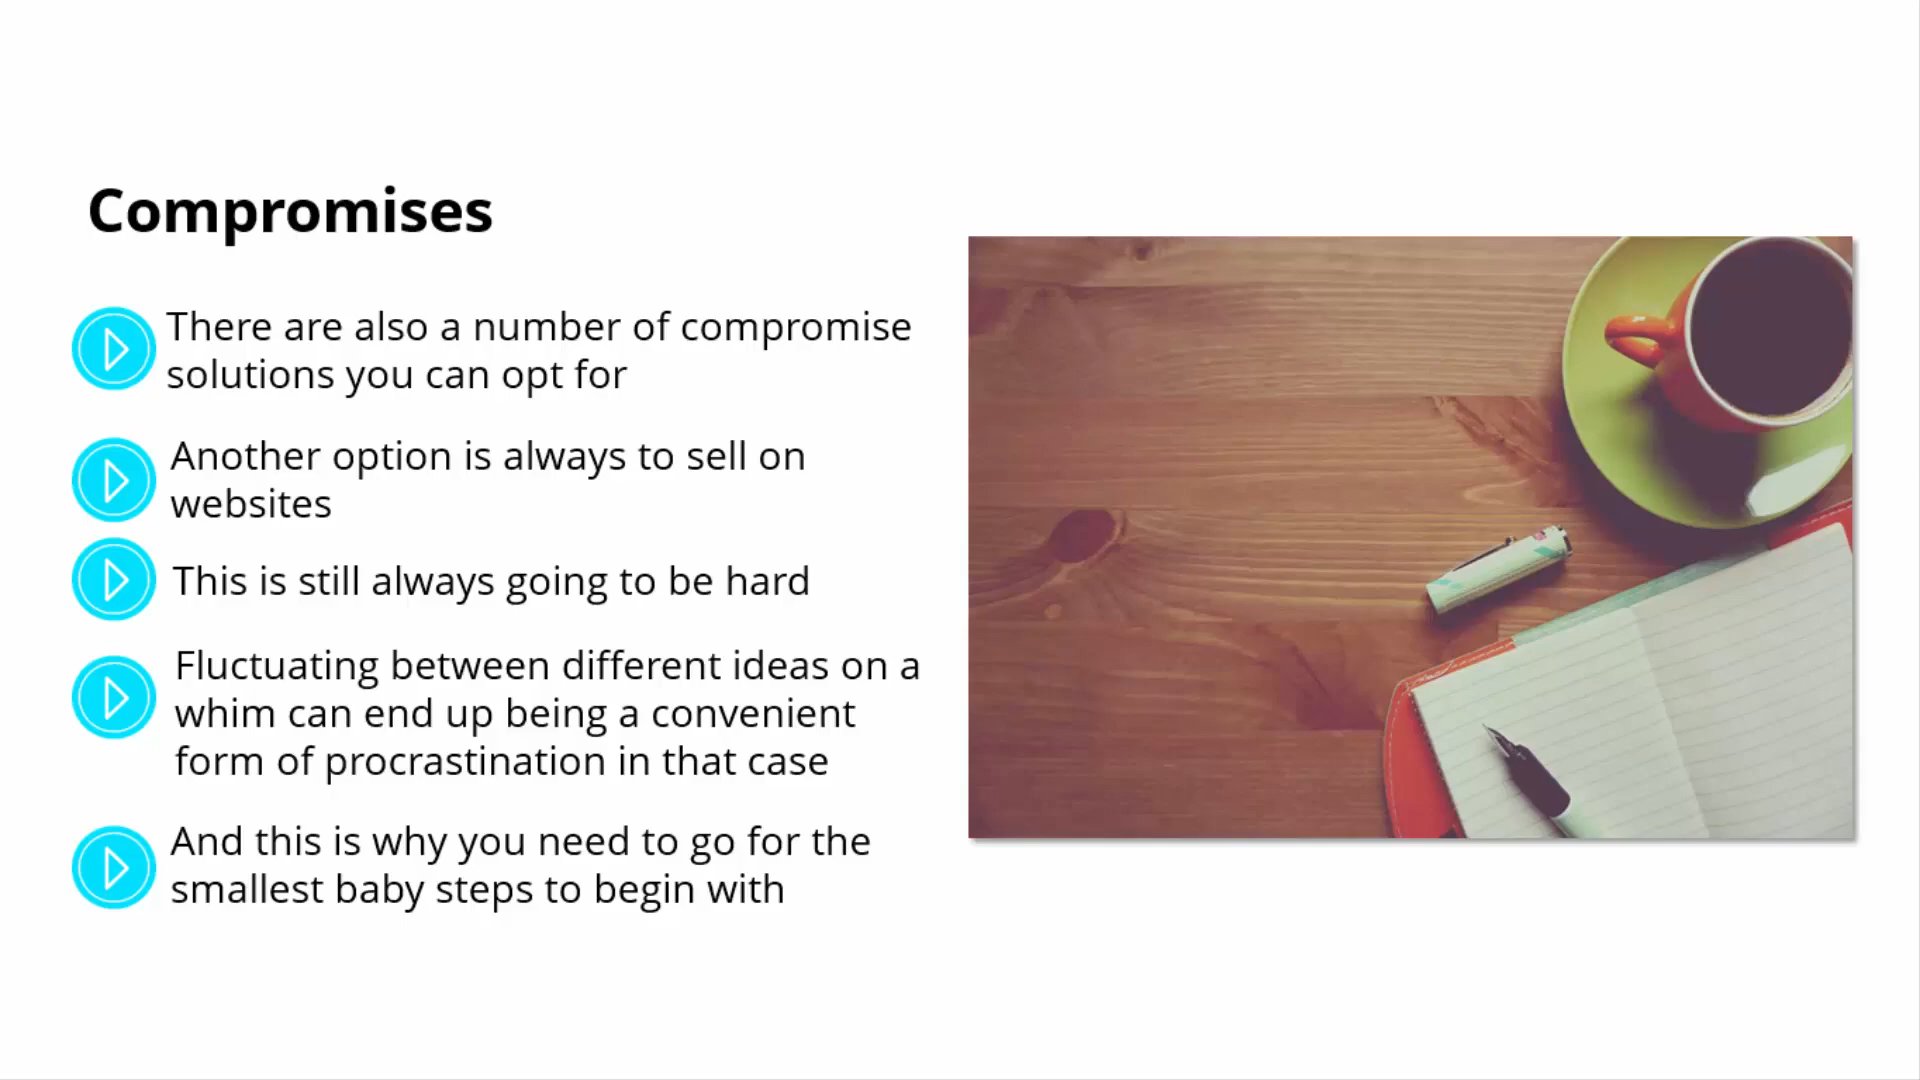 Compromises
There are also a number of compromise
solutions you can opt for
Another option is always to sell on
websites
This is still always going to be hard
Fluctuating between different ideas on a
whim can end up being a convenient
form of procrastination in that case
And this is why you need to go for the
smallest baby steps to begin with